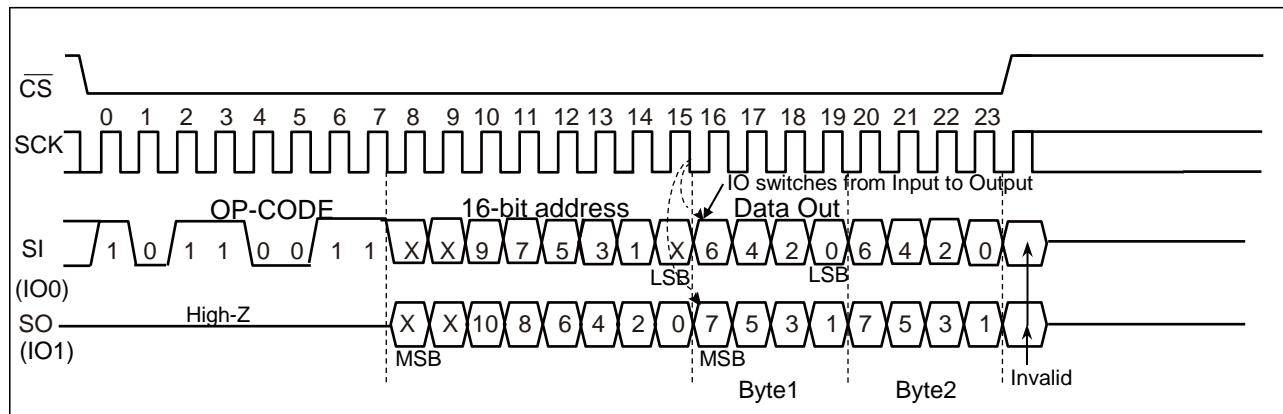 CS
0 1 2 3 4 5 6 7 8 9 10 11 12 13 14 15 16 17 18 19 20 21 22 23
SCK
IO switches from Input to Output
OP-CODE 16-bit address Data Out
SI 1 0 1 1 0 0 1 1 X X 9 7 5 3 1 X 6 4 2 0 6 4 2 0
(IO0) LSB LSB
High-Z
SO X X 10 8 6 4 2 0 7 5 3 1 7 5 3 1
(IO1) MSB MSB
Invalid
Byte1 Byte2